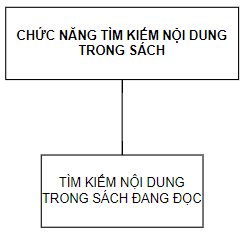 CHỨC NĂNG TÌM KIẾM NỘI DUNG
TRONG SÁCH
TÌM KIẾM NỘI DUNG
TRONG SÁCH ĐANG ĐỌC